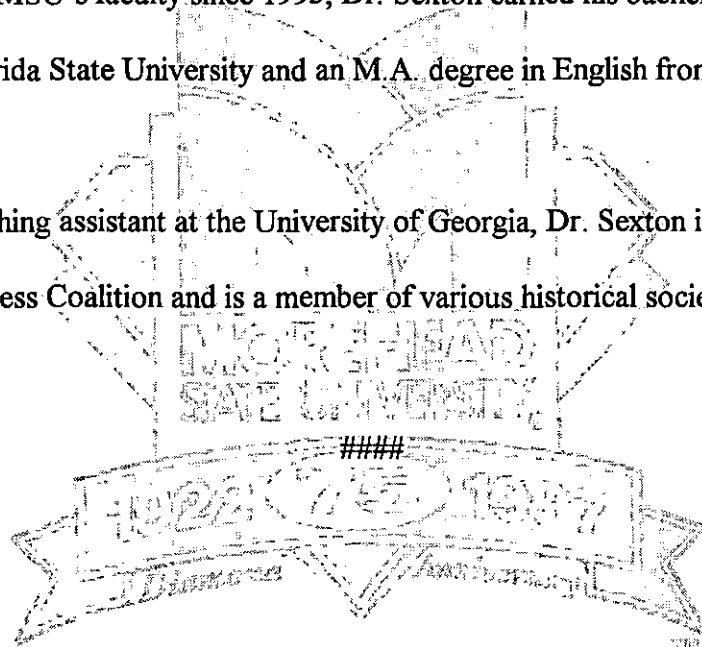 MSU's faculty since 1995, Dr. Sexton earned his bachel
rida State University and an M.A. degree in English fron
hing assistant at the University of Georgia, Dr. Sexton i
ess Coalition and is a member of various historical socie
MOREHEAD
STATE UNIVERSITY
####
1922 75 1997
Diamond Anniversary